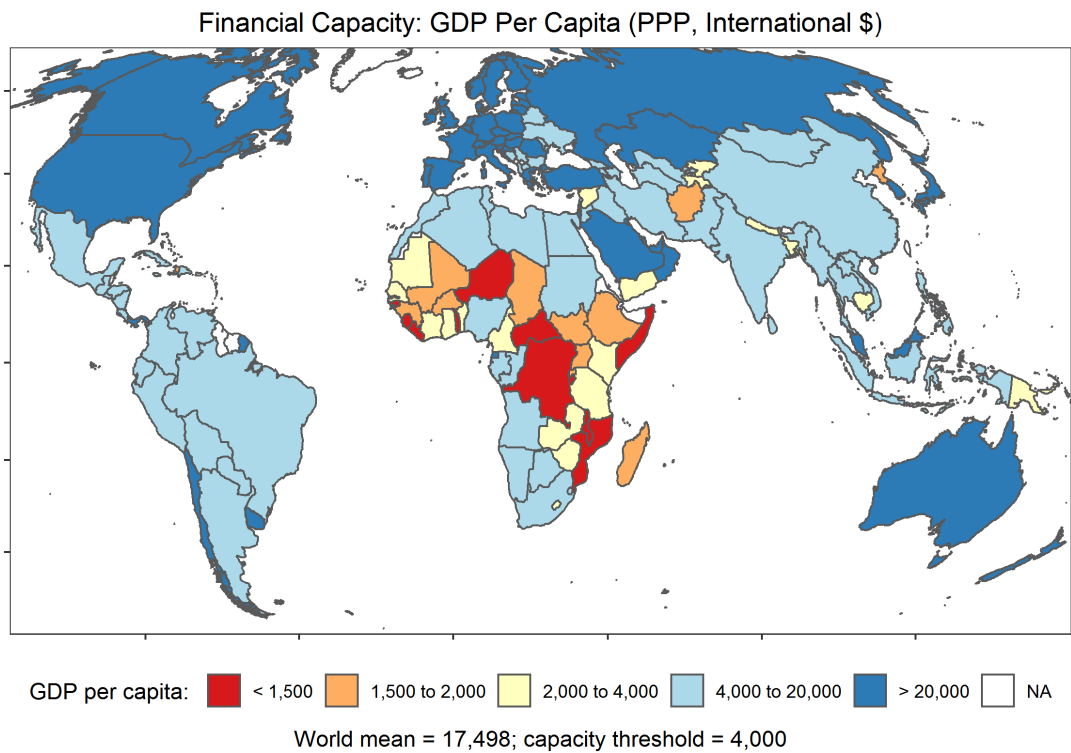 Financial Capacity: GDP Per Capita (PPP, International $)
GDP per capita: < 1,500 1,500 to 2,000 2,000 to 4,000 4,000 to 20,000 > 20,000 NA
World mean = 17,498; capacity threshold = 4,000